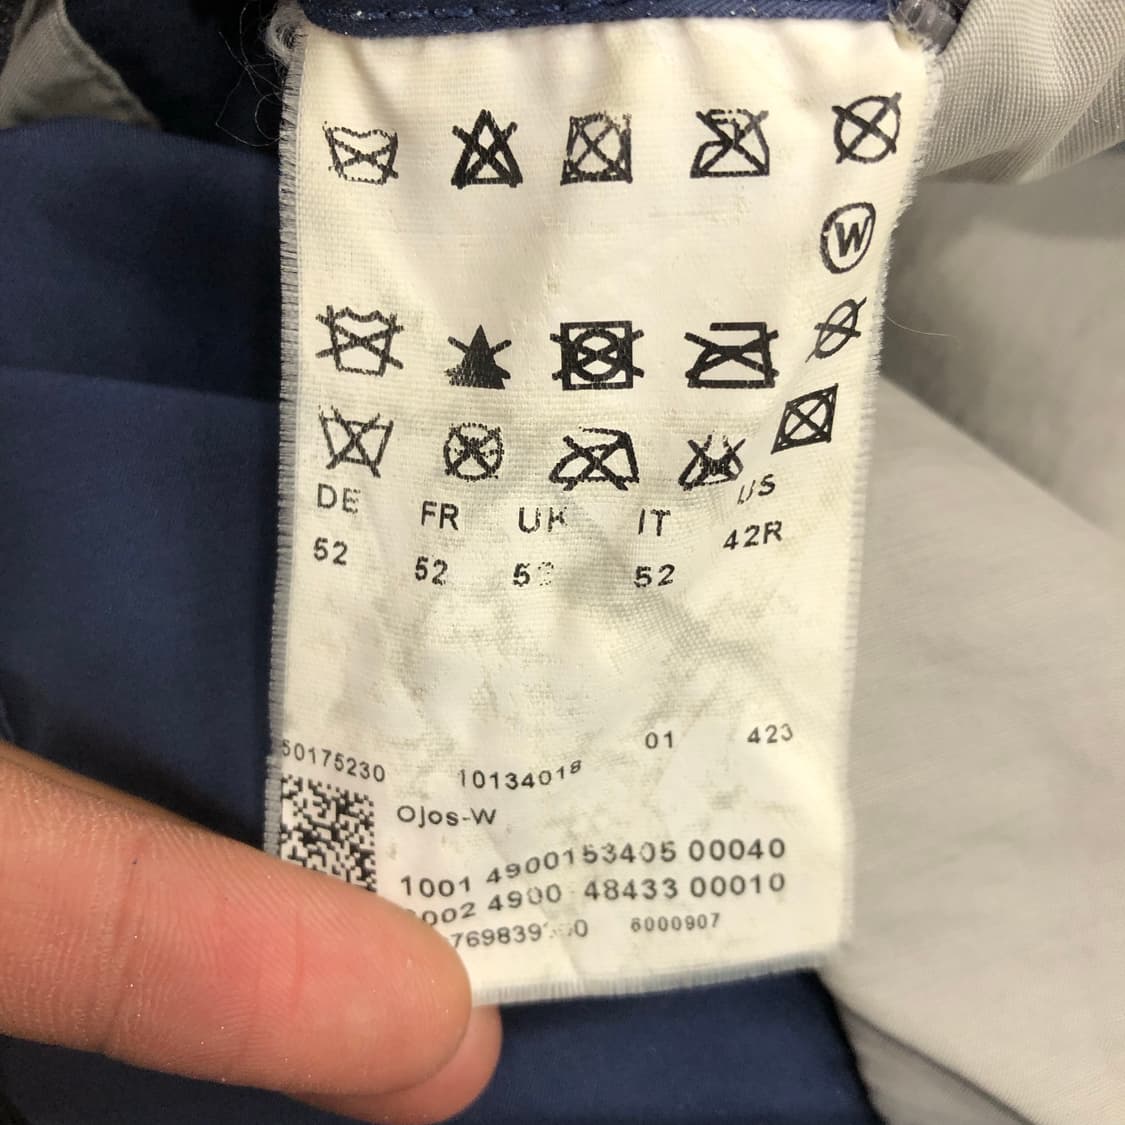 W
DE FR UK IT US
52 52 52 42R
50175230 10134018 01 423
Ojos-W
1001 4900153405 00040
48433 00010
6000907